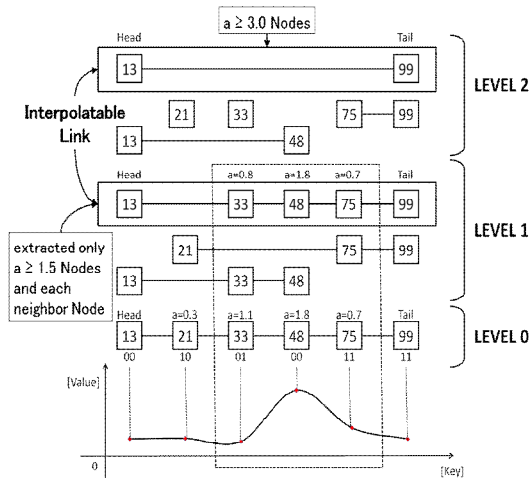 a ≥ 3.0 Nodes
Head Tail
13 99
LEVEL 2
21 33 75 99
Interpolatable
Link
13 48
Head a=0.8 a=1.8 a=0.7 Tail
13 33 48 75 99
LEVEL 1
extracted only
a ≥ 1.5 Nodes
and each
neighbor Node
21 75 99
13 33 48
Head a=0.3 a=1.1 a=1.8 a=0.7 Tail
13 21 33 48 75 99
LEVEL 0
00 10 01 00 11 11
[Value]
0
[Key]